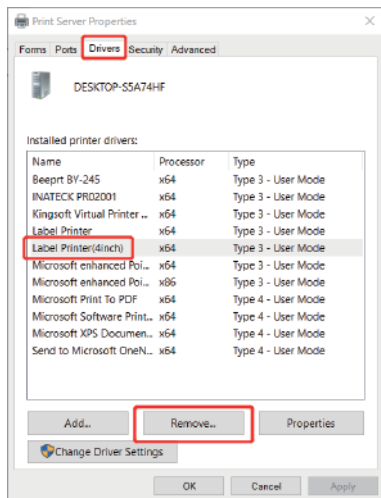 Print Server Properties
Forms Ports Drivers Security Advanced
DESKTOP-S5A74HF
Installed printer drivers:
Name Processor Type
Beeprt BY-245 x64 Type 3 - User Mode
INATECK PR02001 x64 Type 3 - User Mode
Kingsoft Virtual Printer ... x64 Type 3 - User Mode
Label Printer x64 Type 3 - User Mode
Label Printer(4inch) x64 Type 3 - User Mode
Microsoft enhanced Poi... x64 Type 3 - User Mode
Microsoft enhanced Poi... x86 Type 3 - User Mode
Microsoft Print To PDF x64 Type 4 - User Mode
Microsoft Software Print... x64 Type 4 - User Mode
Microsoft XPS Documen... x64 Type 4 - User Mode
Send to Microsoft OneN... x64 Type 4 - User Mode
Add... Remove... Properties
Change Driver Settings
OK Cancel Apply